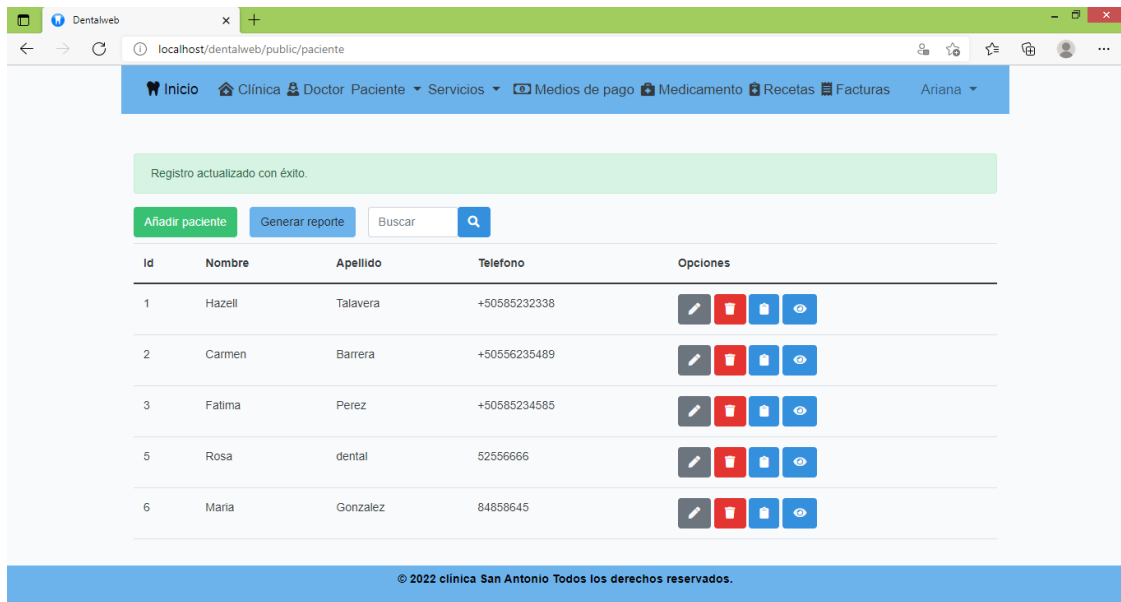 Dentalweb
localhost/dentalweb/public/paciente
Inicio Clínica Doctor Paciente Servicios Medios de pago Medicamento Recetas Facturas Ariana
Registro actualizado con éxito.
Añadir paciente Generar reporte Buscar
Id Nombre Apellido Telefono Opciones
1 Hazell Talavera +50585232338
2 Carmen Barrera +50556235489
3 Fatima Perez +50585234585
5 Rosa dental 52556666
6 Maria Gonzalez 84858645
© 2022 clínica San Antonio Todos los derechos reservados.